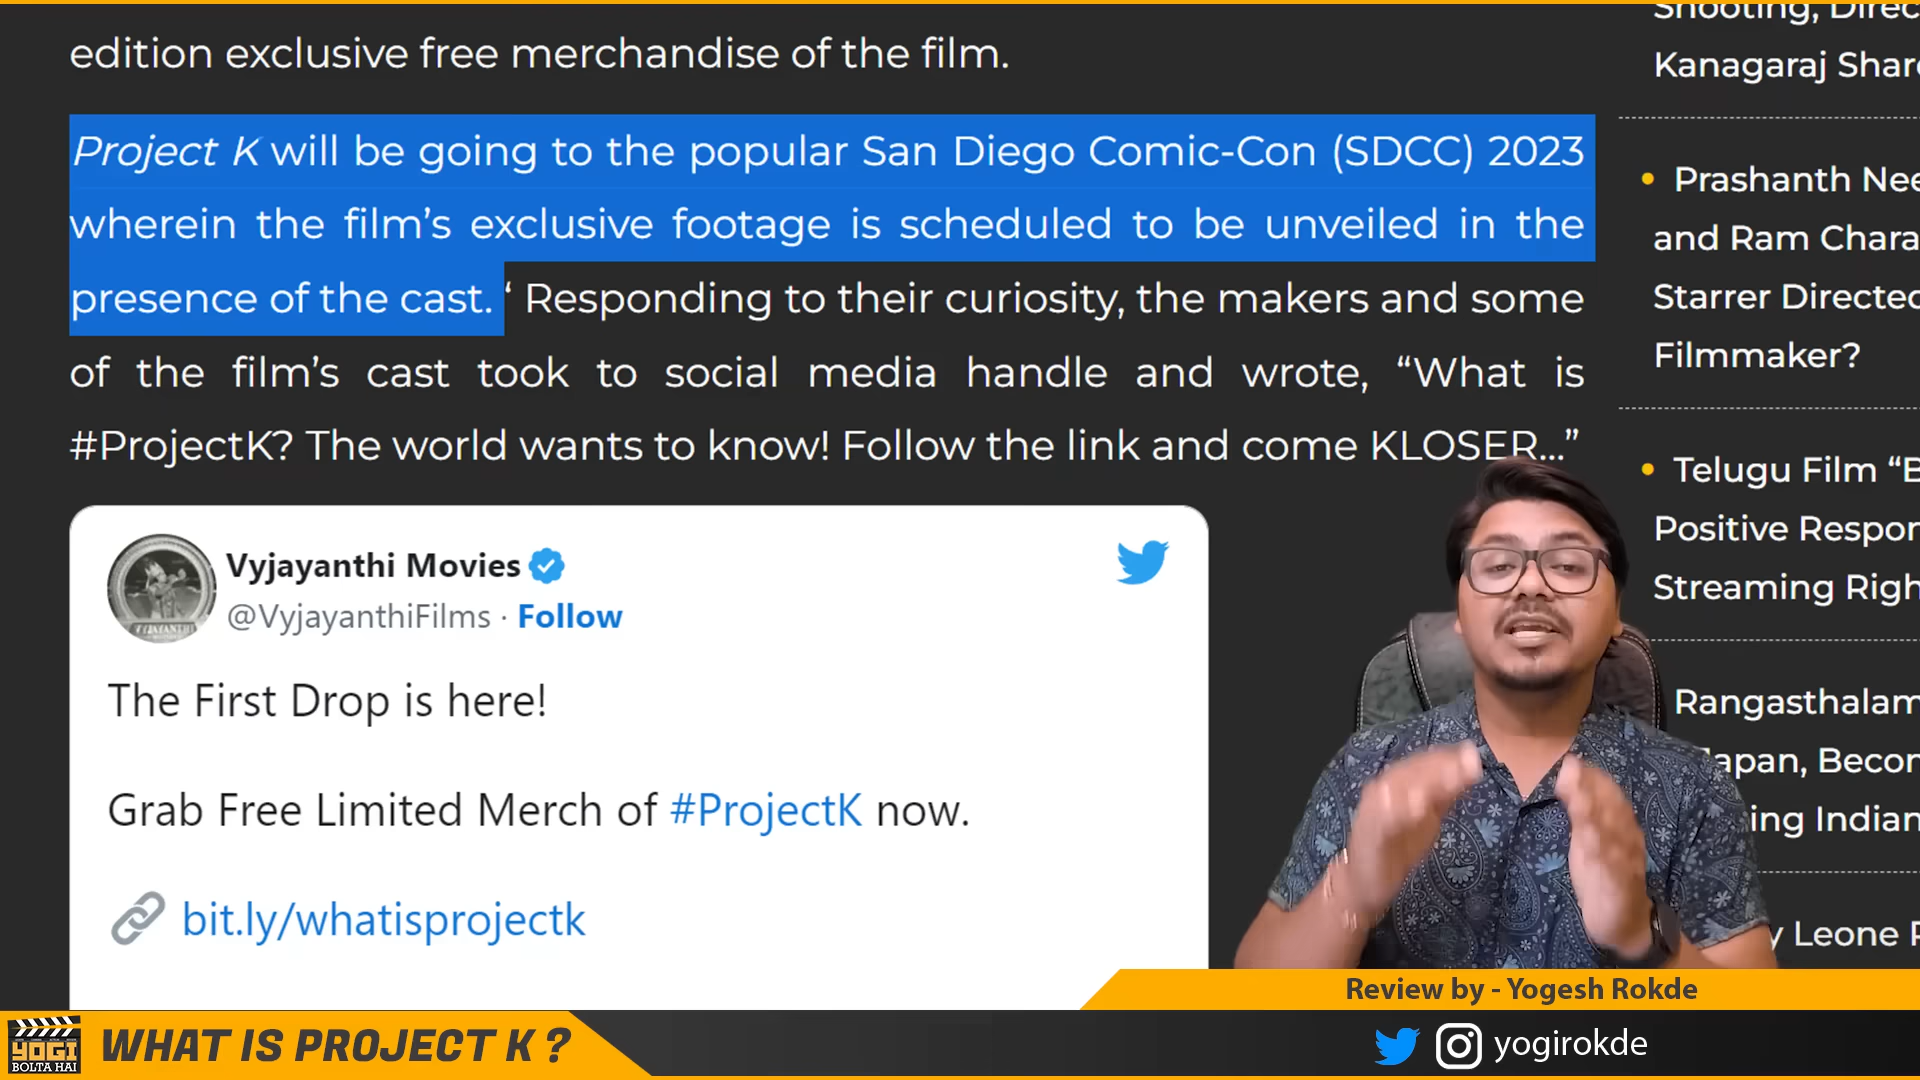 edition exclusive free merchandise of the film.
Project K will be going to the popular San Diego Comic-Con (SDCC) 2023
wherein the film’s exclusive footage is scheduled to be unveiled in the
presence of the cast. ‘ Responding to their curiosity, the makers and some
of the film’s cast took to social media handle and wrote, “What is
#ProjectK? The world wants to know! Follow the link and come KLOSER...”
Vyjayanthi Movies
@VyjayanthiFilms · Follow
The First Drop is here!
Grab Free Limited Merch of #ProjectK now.
bit.ly/whatisprojectk
Shooting, Direc
Kanagaraj Share
Prashanth Nee
and Ram Chara
Starrer Directed
Filmmaker?
Telugu Film “B
Positive Respon
Streaming Righ
Rangasthalam
apan, Becom
ing Indian
y Leone P
Review by - Yogesh Rokde
YOGI
BOLTA HAI
WHAT IS PROJECT K ?
yogirokde